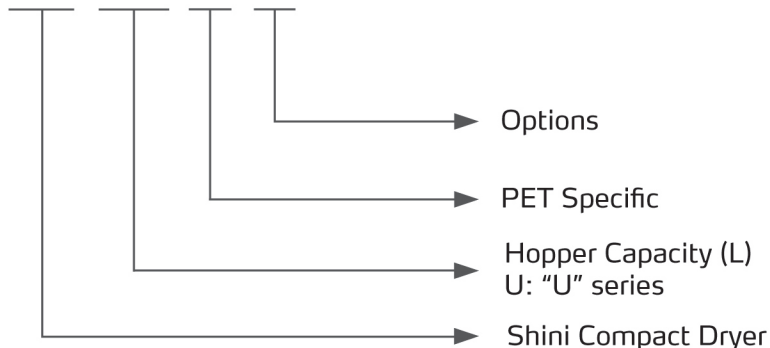 Options
PET Specific
Hopper Capacity (L)
U: “U” series
Shini Compact Dryer